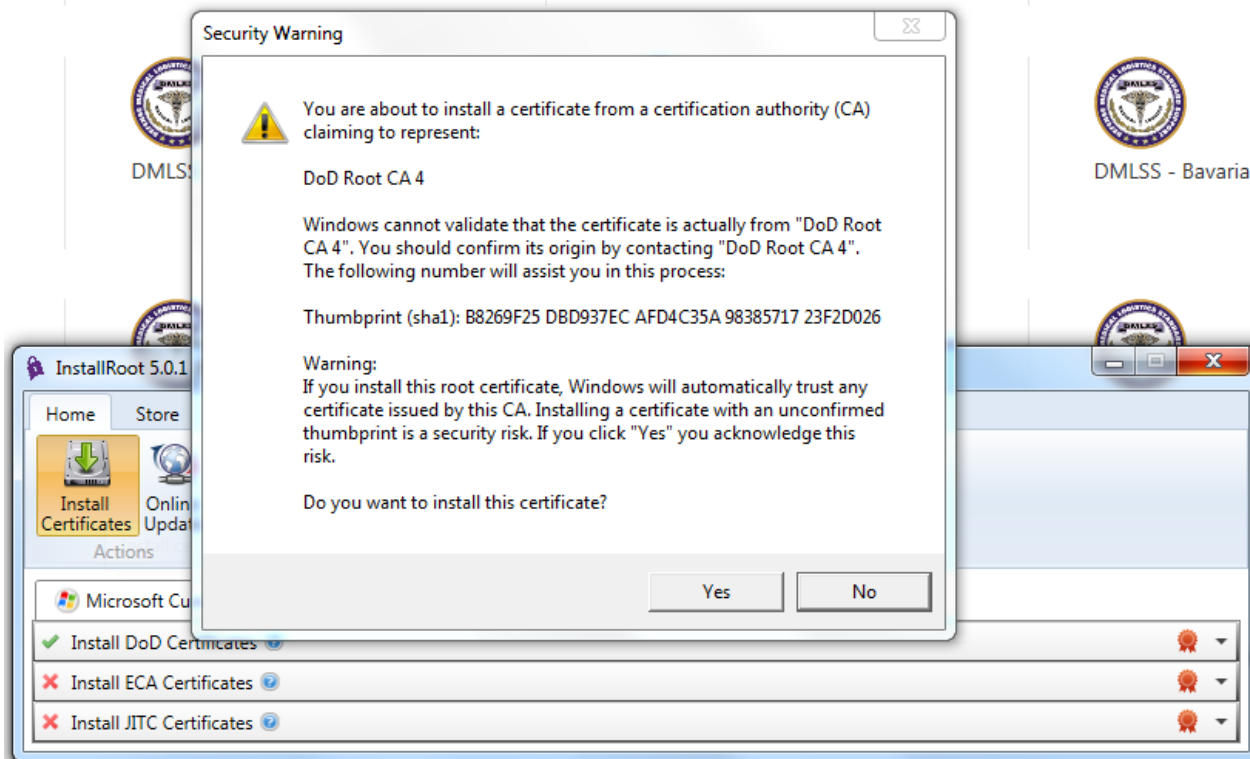 Security Warning
You are about to install a certificate from a certification authority (CA)
claiming to represent:
DoD Root CA 4
Windows cannot validate that the certificate is actually from "DoD Root
CA 4". You should confirm its origin by contacting "DoD Root CA 4".
The following number will assist you in this process:
Thumbprint (sha1): B8269F25 DBD937EC AFD4C35A 98385717 23F2D026
Warning:
If you install this root certificate, Windows will automatically trust any
certificate issued by this CA. Installing a certificate with an unconfirmed
thumbprint is a security risk. If you click "Yes" you acknowledge this
risk.
Do you want to install this certificate?
Yes
No
DMLSS
DMLSS - Bavaria
InstallRoot 5.0.1
Home
Store
Install
Certificates
Onlin
Updat
Actions
Microsoft Cu
Install DoD Certificates
Install ECA Certificates
Install JITC Certificates